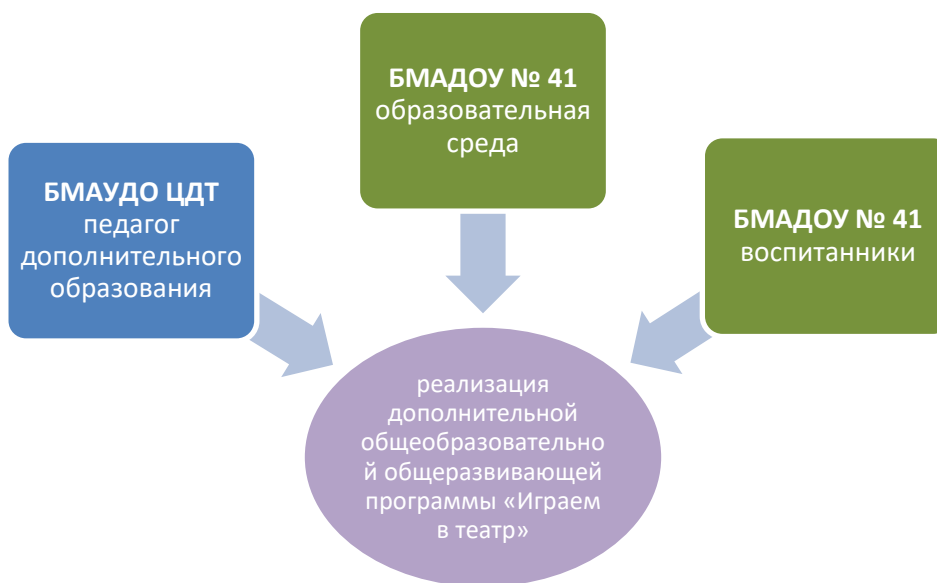 БМАУДО ЦДТ
педагог
дополнительного
образования
БМАДОУ № 41
образовательная
среда
БМАДОУ № 41
воспитанники
реализация
дополнительной
общеобразовательно
й общеразвивающей
программы «Играем
в театр»